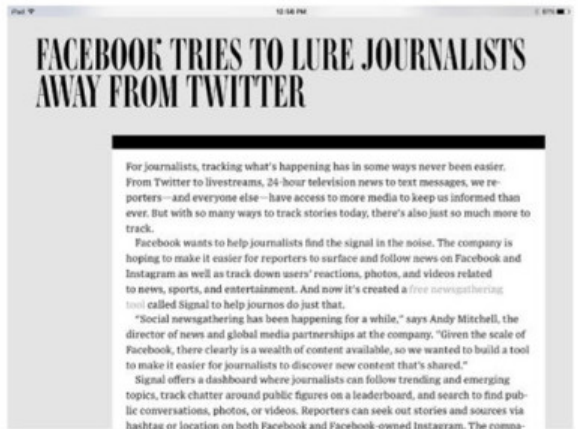 iPad
12:56 PM
87%
FACEBOOK TRIES TO LURE JOURNALISTS
AWAY FROM TWITTER
For journalists, tracking what's happening has in some ways never been easier.
From Twitter to livestreams, 24-hour television news to text messages, we re-
porters—and everyone else—have access to more media to keep us informed than
ever. But with so many ways to track stories today, there's also just so much more to
track.
Facebook wants to help journalists find the signal in the noise. The company is
hoping to make it easier for reporters to surface and follow news on Facebook and
Instagram as well as track down users' reactions, photos, and videos related
to news, sports, and entertainment. And now it's created a free newsgathering
tool called Signal to help journos do just that.
"Social newsgathering has been happening for a while," says Andy Mitchell, the
director of news and global media partnerships at the company. "Given the scale of
Facebook, there clearly is a wealth of content available, so we wanted to build a tool
to make it easier for journalists to discover new content that's shared."
Signal offers a dashboard where journalists can follow trending and emerging
topics, track chatter around public figures on a leaderboard, and search to find pub-
lic conversations, photos, or videos. Reporters can seek out stories and sources via
hashtag or location on both Facebook and Facebook-owned Instagram. The compa-